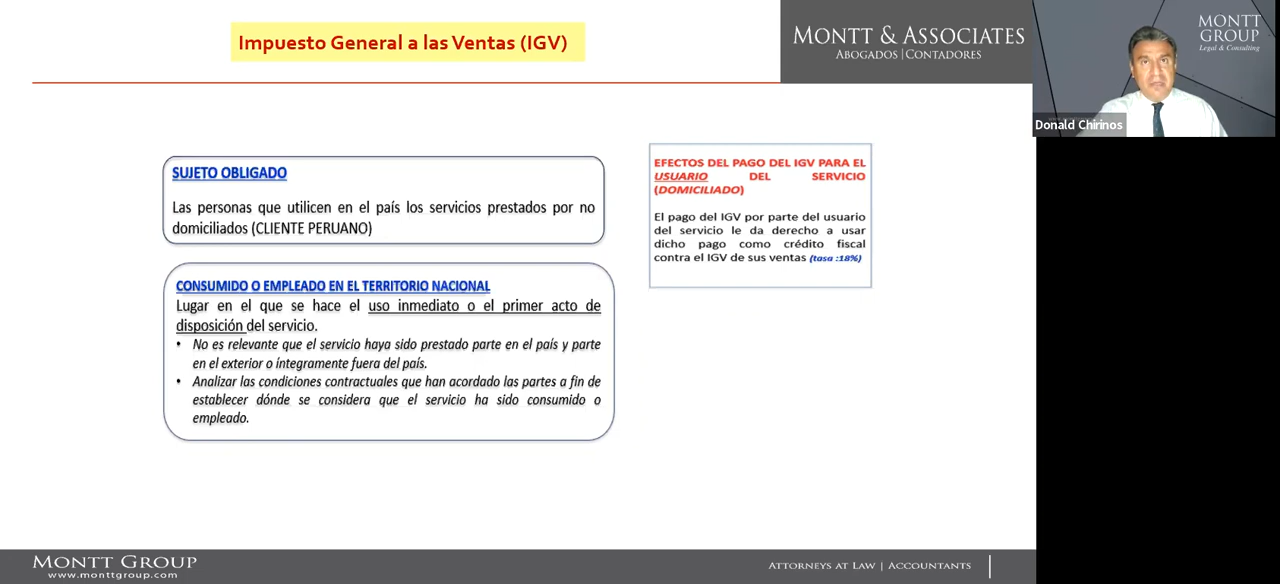 Impuesto General a las Ventas (IGV)
MONTT & ASSOCIATES
ABOGADOS | CONTADORES
MONTT
GROUP
Legal & Consulting
Donald Chirinos
SUJETO OBLIGADO
Las personas que utilicen en el país los servicios prestados por no
domiciliados (CLIENTE PERUANO)
CONSUMIDO O EMPLEADO EN EL TERRITORIO NACIONAL
Lugar en el que se hace el uso inmediato o el primer acto de
disposición del servicio.
• No es relevante que el servicio haya sido prestado parte en el país y parte
en el exterior o íntegramente fuera del país.
• Analizar las condiciones contractuales que han acordado las partes a fin de
establecer dónde se considera que el servicio ha sido consumido o
empleado.
EFECTOS DEL PAGO DEL IGV PARA EL
USUARIO DEL SERVICIO
(DOMICILIADO)
El pago del IGV por parte del usuario
del servicio le da derecho a usar
dicho pago como crédito fiscal
contra el IGV de sus ventas (tasa :18%)
MONTT GROUP
www.monttgroup.com
ATTORNEYS AT LAW | ACCOUNTANTS